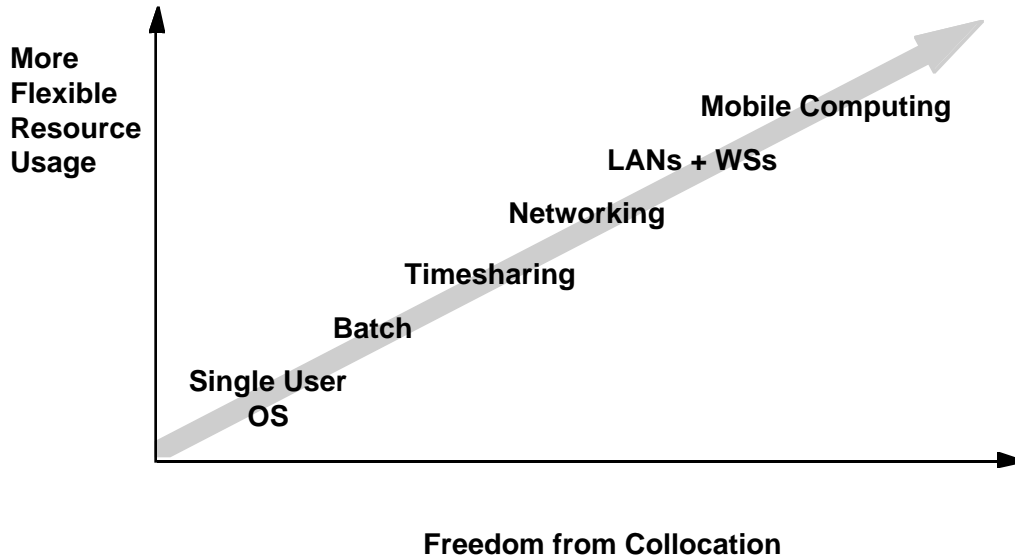 More
Flexible
Resource
Usage
Mobile Computing
LANs + WSs
Networking
Timesharing
Batch
Single User
OS
Freedom from Collocation